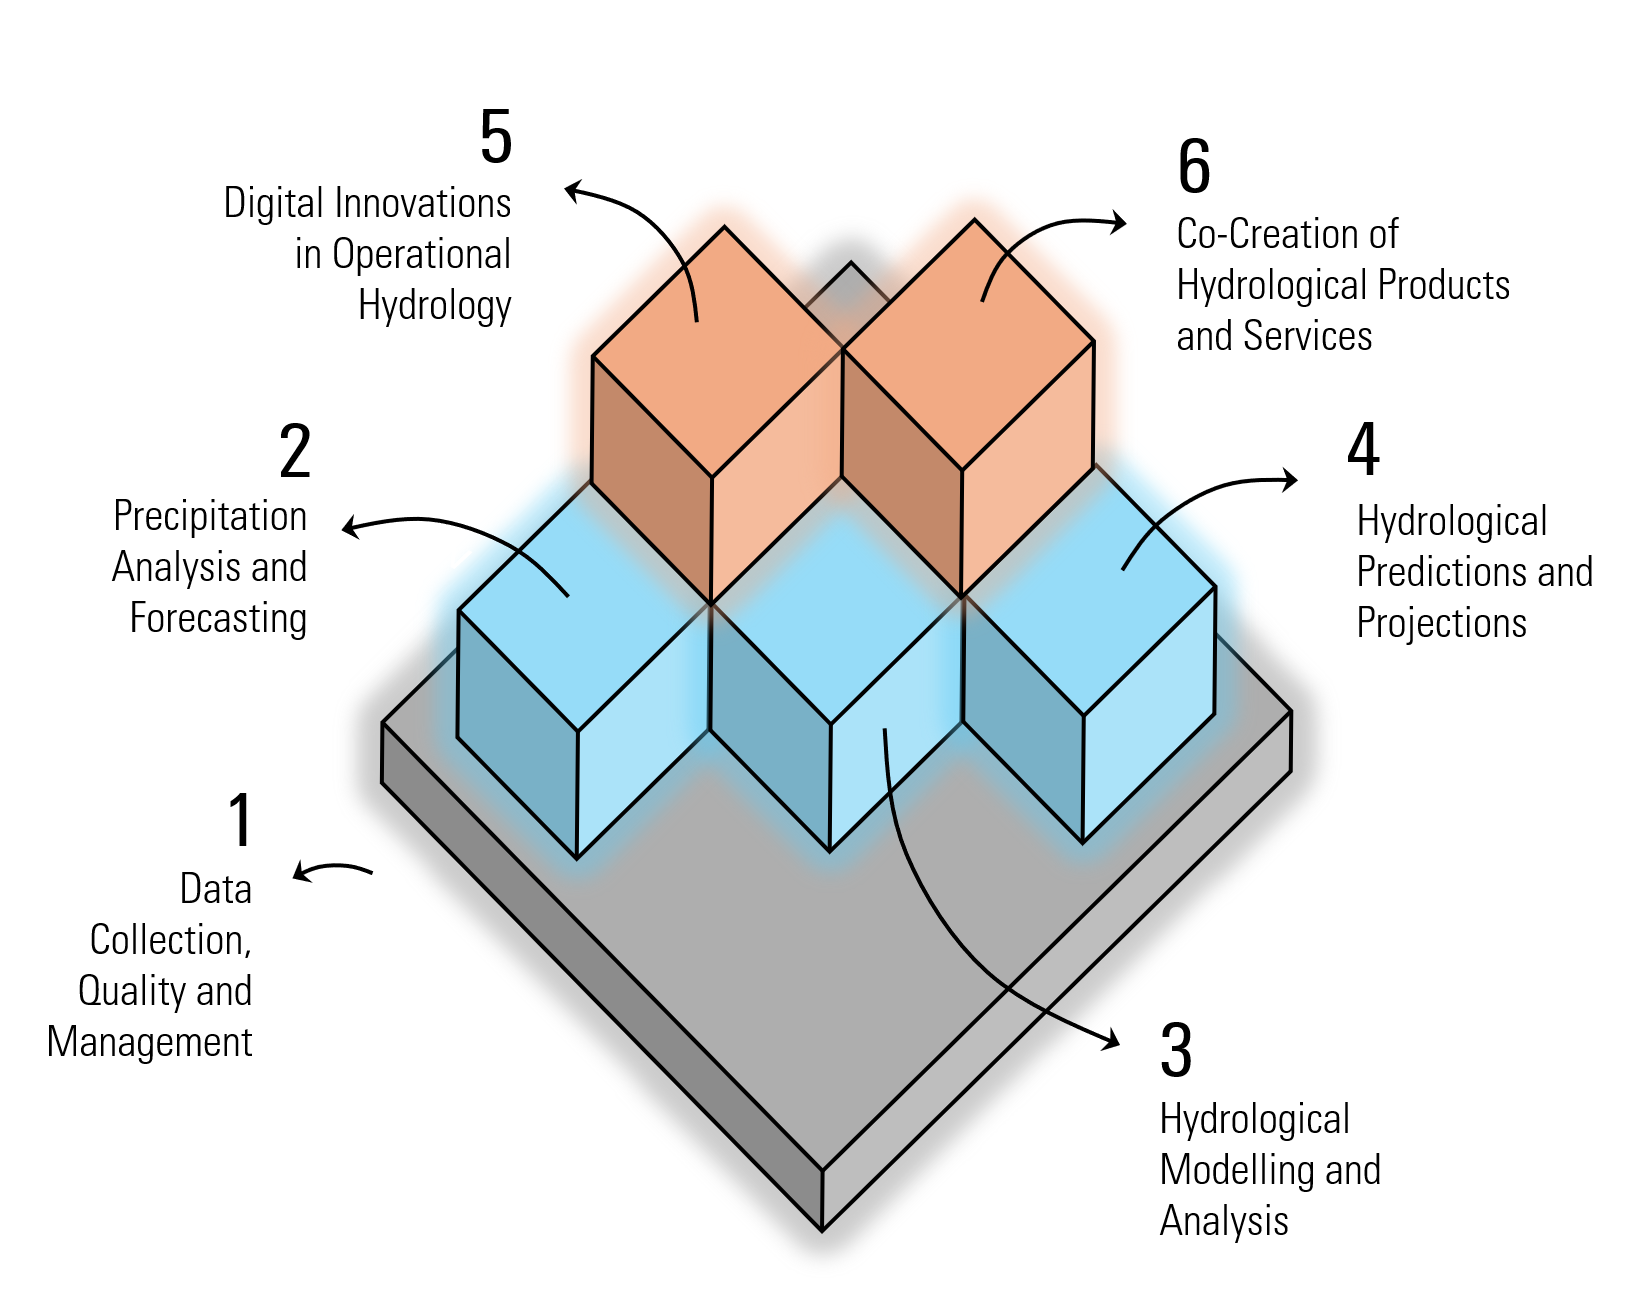 5
Digital Innovations
in Operational
Hydrology
6
Co-Creation of
Hydrological Products
and Services
2
Precipitation
Analysis and
Forecasting
4
Hydrological
Predictions and
Projections
1
Data
Collection,
Quality and
Management
3
Hydrological
Modelling and
Analysis